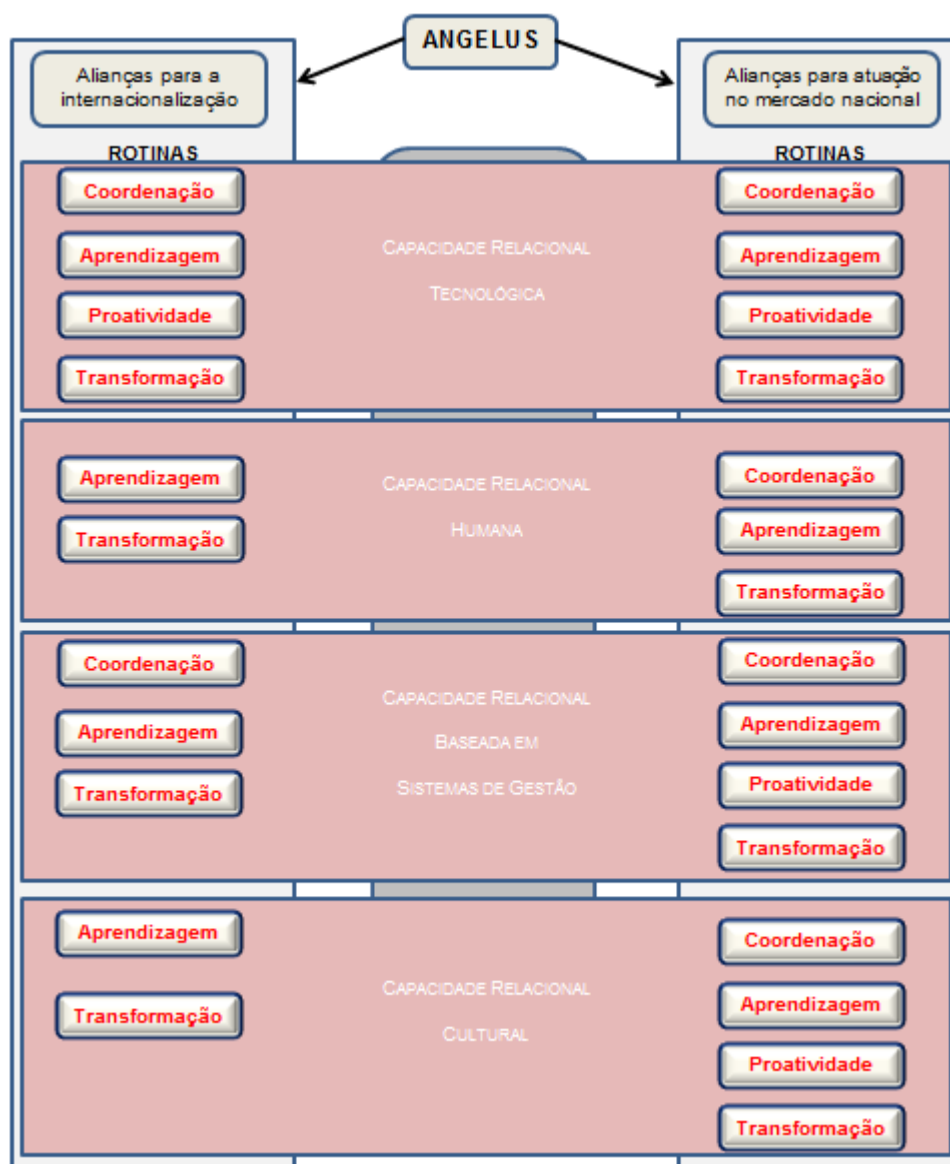 ANGELUS
Alianças para a
internacionalização
Alianças para atuação
no mercado nacional
ROTINAS
ROTINAS
Coordenação
Aprendizagem
Proatividade
Transformação
CAPACIDADE RELACIONAL
TECNOLÓGICA
Coordenação
Aprendizagem
Proatividade
Transformação
Aprendizagem
Transformação
CAPACIDADE RELACIONAL
HUMANA
Coordenação
Aprendizagem
Transformação
Coordenação
Aprendizagem
Transformação
CAPACIDADE RELACIONAL
BASEADA EM
SISTEMAS DE GESTÃO
Coordenação
Aprendizagem
Proatividade
Transformação
Aprendizagem
Transformação
CAPACIDADE RELACIONAL
CULTURAL
Coordenação
Aprendizagem
Proatividade
Transformação